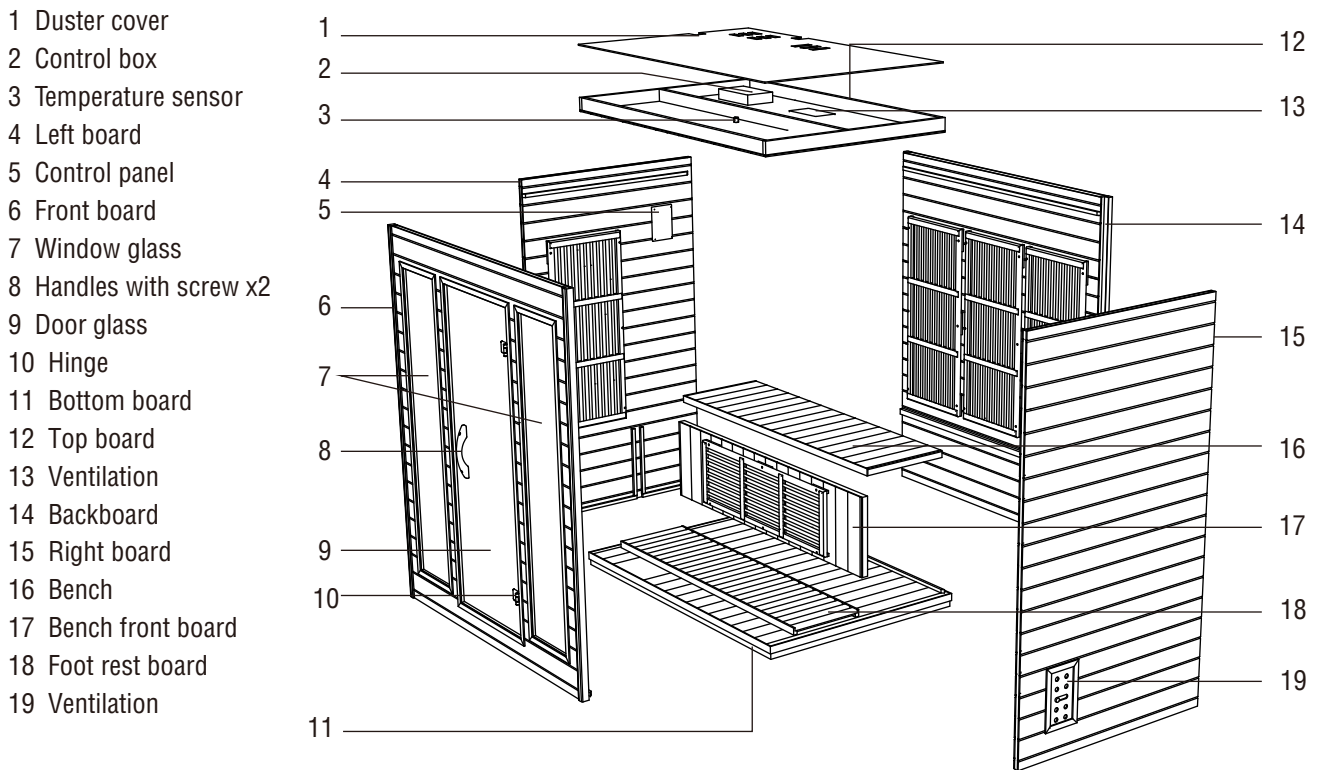 1 Duster cover
2 Control box
3 Temperature sensor
4 Left board
5 Control panel
6 Front board
7 Window glass
8 Handles with screw x2
9 Door glass
10 Hinge
11 Bottom board
12 Top board
13 Ventilation
14 Backboard
15 Right board
16 Bench
17 Bench front board
18 Foot rest board
19 Ventilation
1
2
3
4
5
6
7
8
9
10
11
12
13
14
15
16
17
18
19